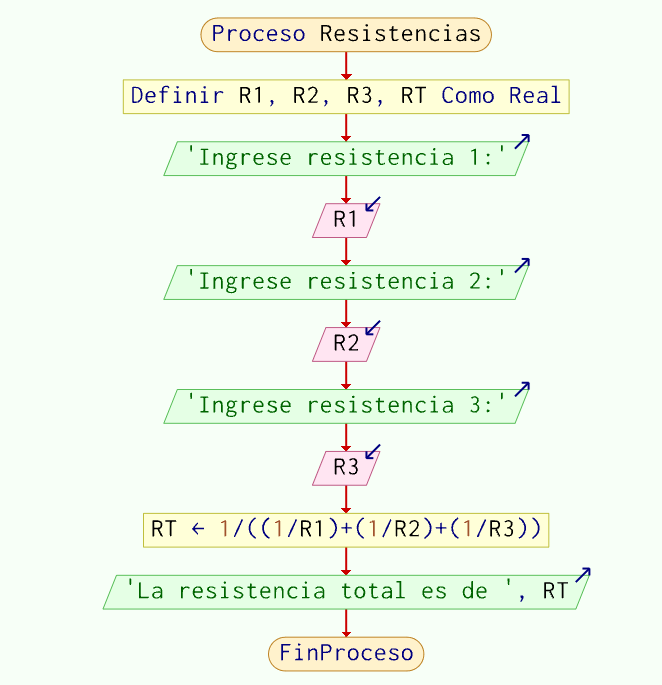 Proceso Resistencias
Definir R1, R2, R3, RT Como Real
'Ingrese resistencia 1:'
R1
'Ingrese resistencia 2:'
R2
'Ingrese resistencia 3:'
R3
RT ← 1/((1/R1)+(1/R2)+(1/R3))
'La resistencia total es de ', RT
FinProceso